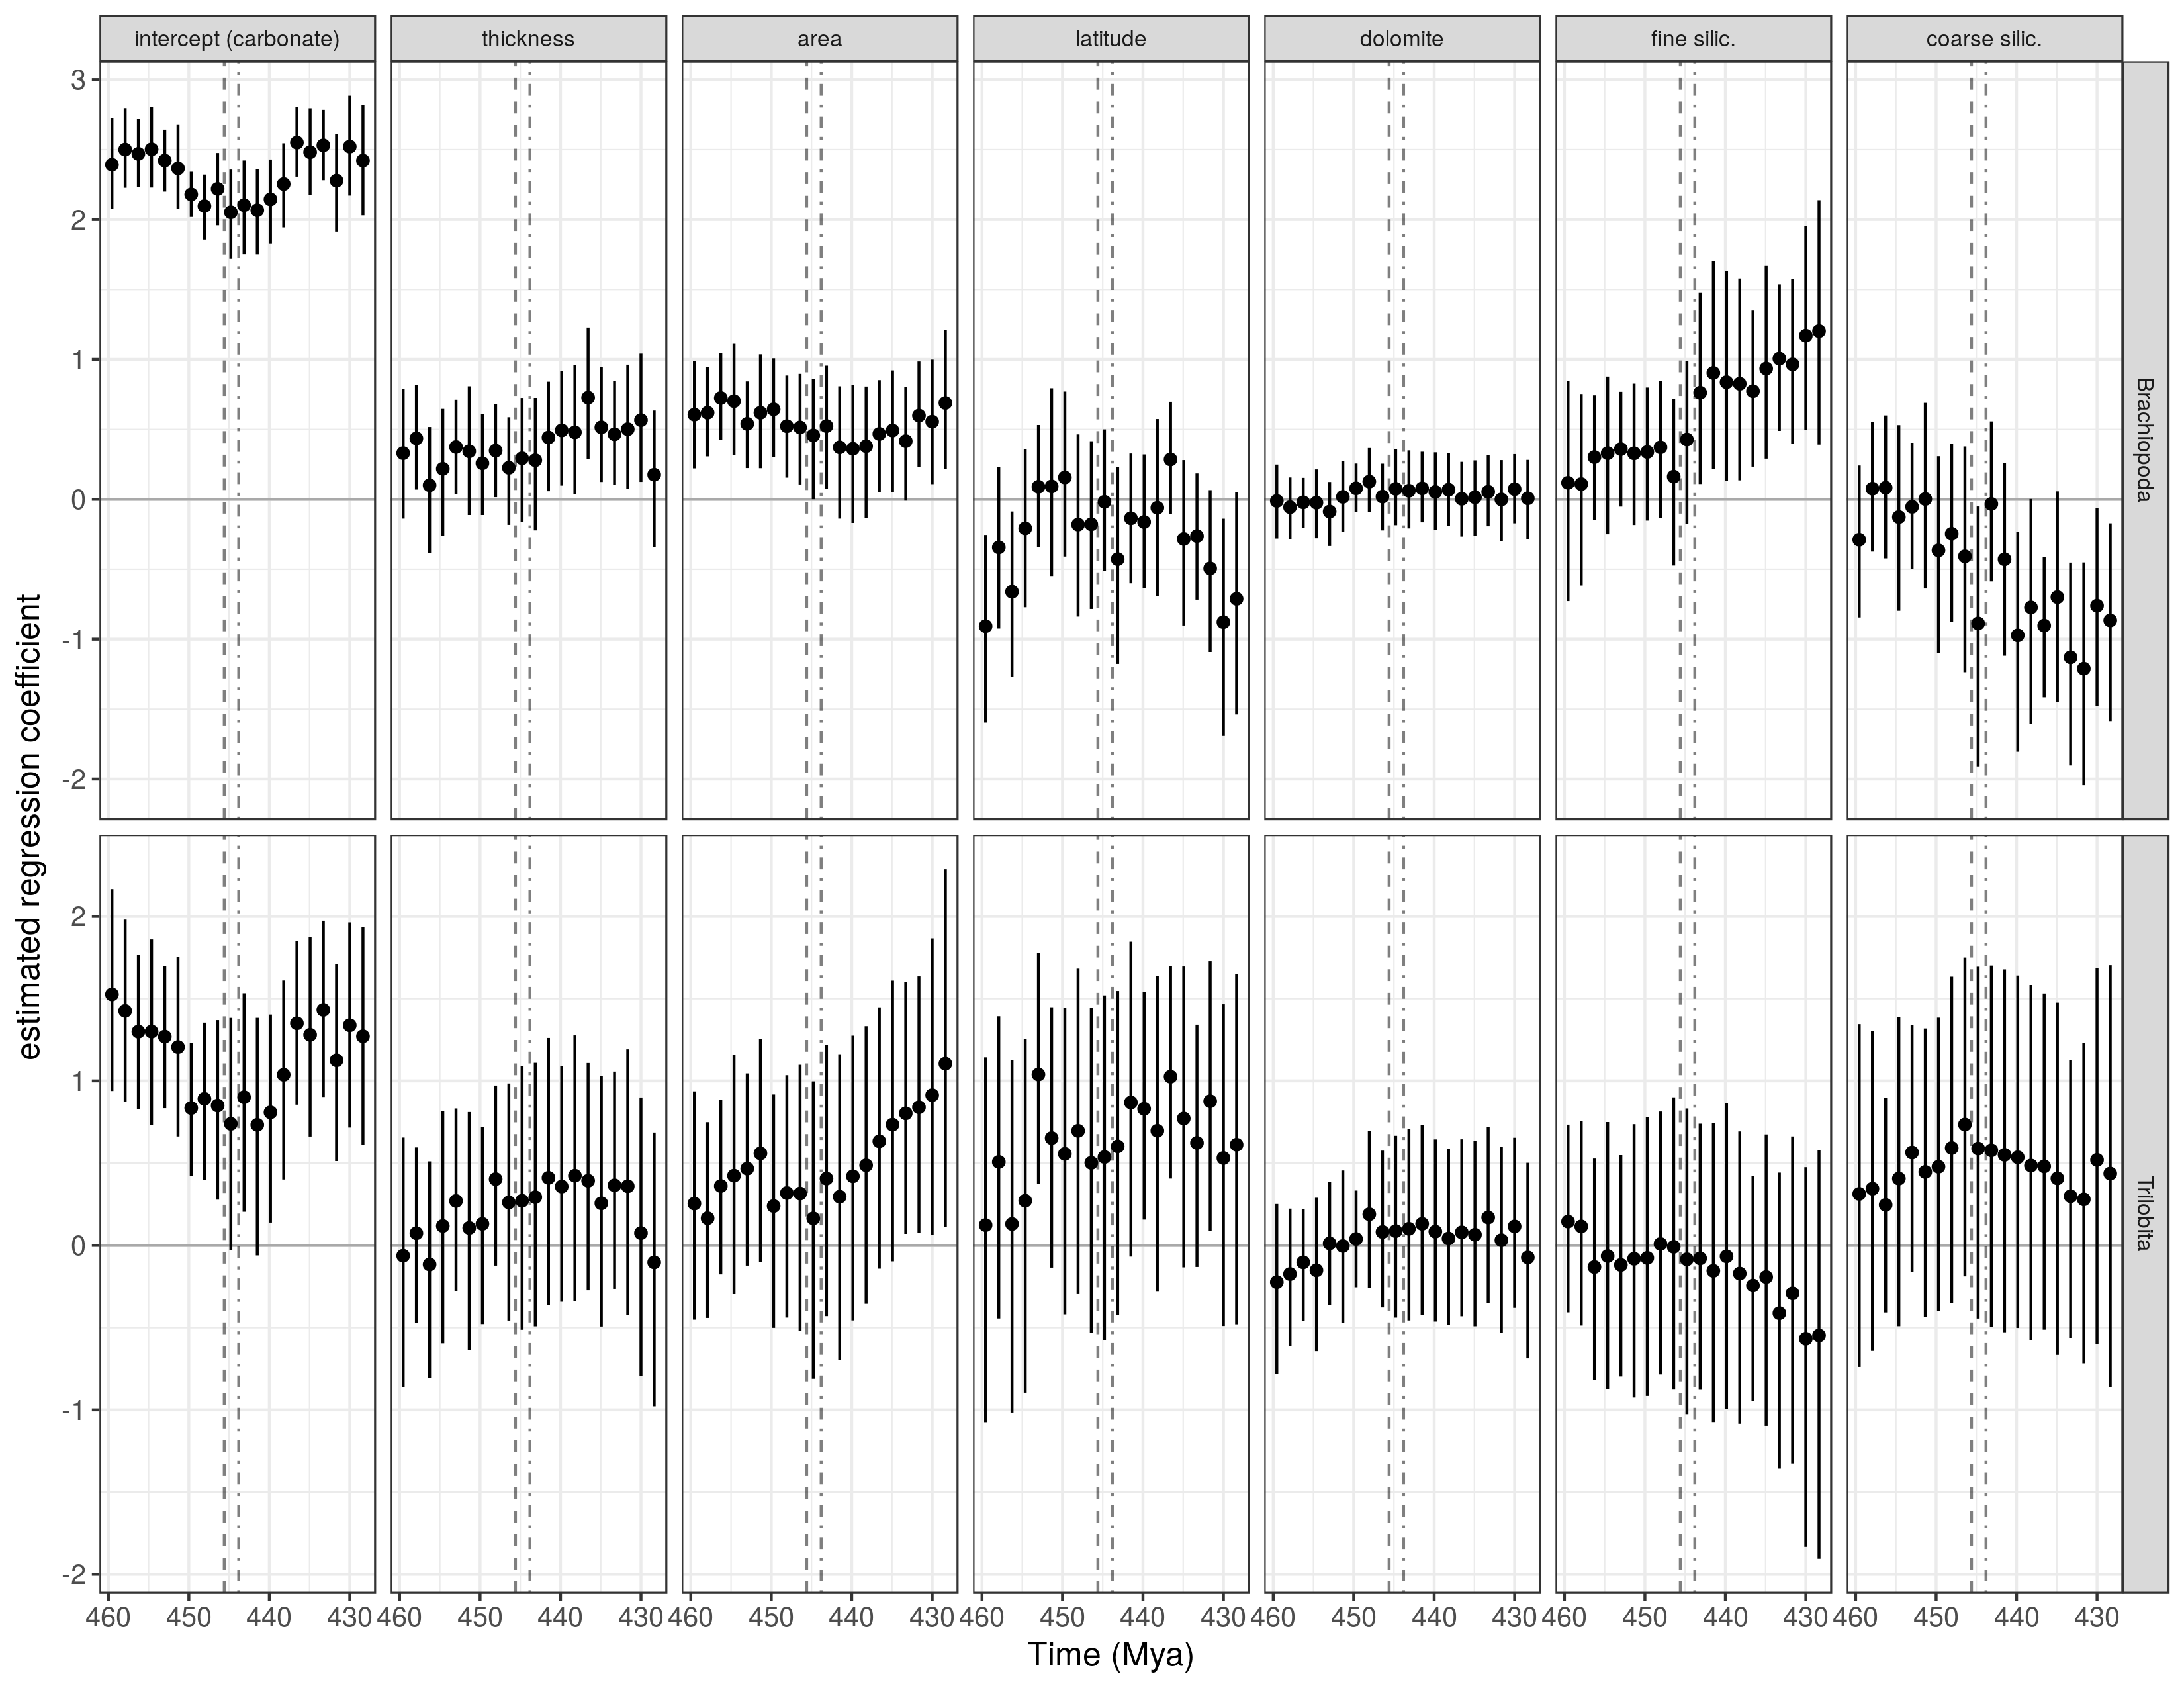 intercept (carbonate) thickness area latitude dolomite fine silic. coarse silic.
3
2
1
0
-1
-2
Brachiopoda
estimated regression coefficient
2
1
0
-1
-2
Trilobita
460 450 440 430 460 450 440 430 460 450 440 430 460 450 440 430 460 450 440 430 460 450 440 430 460 450 440 430
Time (Mya)